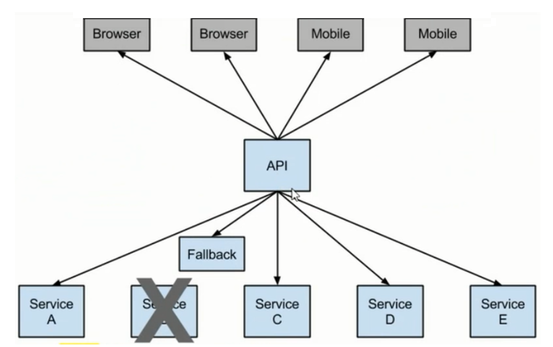 Browser
Browser
Mobile
Mobile
API
Fallback
Service
A
Service
C
Service
D
Service
E